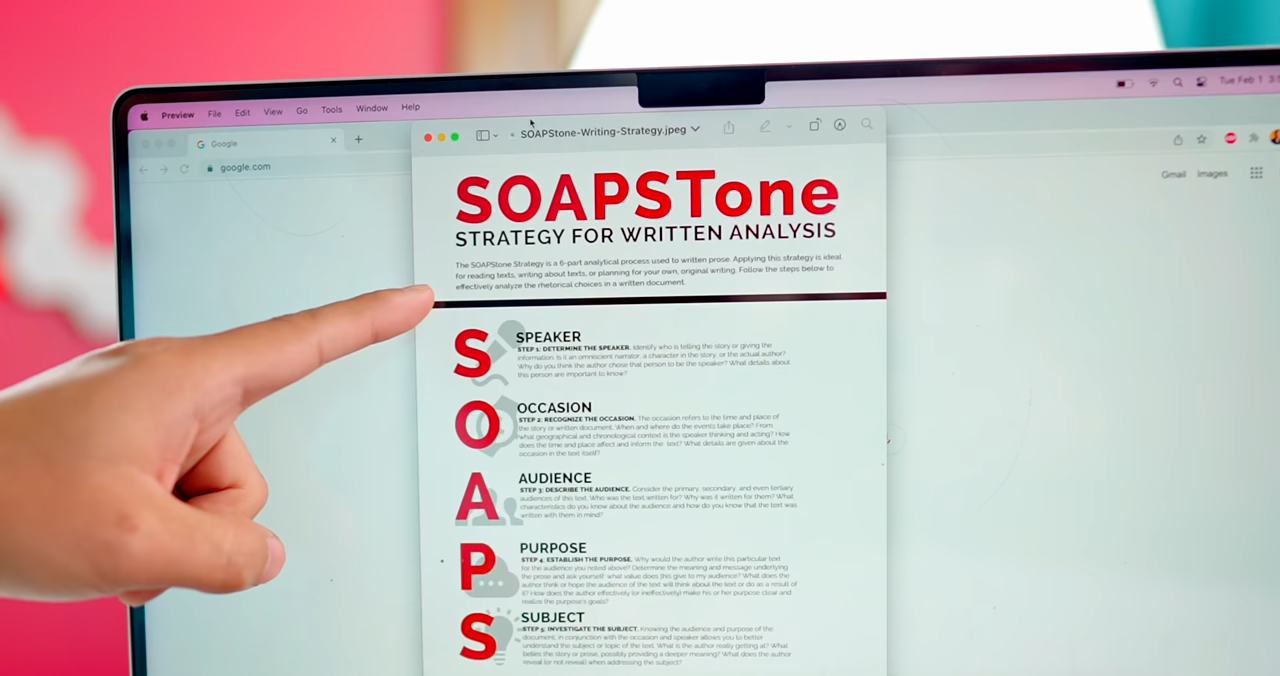 Preview File Edit View Go Tools Window Help
Tue Feb 1
Google
SOAPStone-Writing-Strategy.jpeg
google.com
Gmail Images
SOAPSTone
STRATEGY FOR WRITTEN ANALYSIS
The SOAPStone Strategy is a 6-part analytical process used to written prose. Applying this strategy is ideal
for reading texts, writing about texts, or planning for your own, original writing. Follow the steps below to
effectively analyze the rhetorical choices in a written document.
S
SPEAKER
STEP 1: DETERMINE THE SPEAKER. Identify who is telling the story or giving the
information. Is it an omniscient narrator, a character in the story, or the actual author?
Why do you think the author chose that person to be the speaker? What details about
this person are important to know?
O
OCCASION
STEP 2: RECOGNIZE THE OCCASION. The occasion refers to the time and place of
the story or written document. When and where do the events take place? From
what geographical and chronological context is the speaker thinking and acting? How
does the time and place affect and inform the text? What details are given about the
occasion in the text itself?
A
AUDIENCE
STEP 3: DESCRIBE THE AUDIENCE. Consider the primary, secondary, and even tertiary
audiences of this text. Who was the text written for? Why was it written for them? What
characteristics do you know about the audience and how do you know that the text was
written with them in mind?
P
PURPOSE
STEP 4: ESTABLISH THE PURPOSE. Why would the author write this particular text
for the audience you noted above? Determine the meaning and message underlying
the prose and ask yourself: what value does this give to my audience? What does the
author think or hope the audience of the text will think about the text or do as a result of
it? How does the author effectively (or ineffectively) make his or her purpose clear and
realize the purpose's goals?
S
SUBJECT
STEP 5: INVESTIGATE THE SUBJECT. Knowing the audience and purpose of the
document, in conjunction with the occasion and speaker allows you to better
understand the subject or topic of the text. What is the author really getting at? What
belies the story or prose, possibly providing a deeper meaning? What does the author
reveal (or not reveal) when addressing the subject?